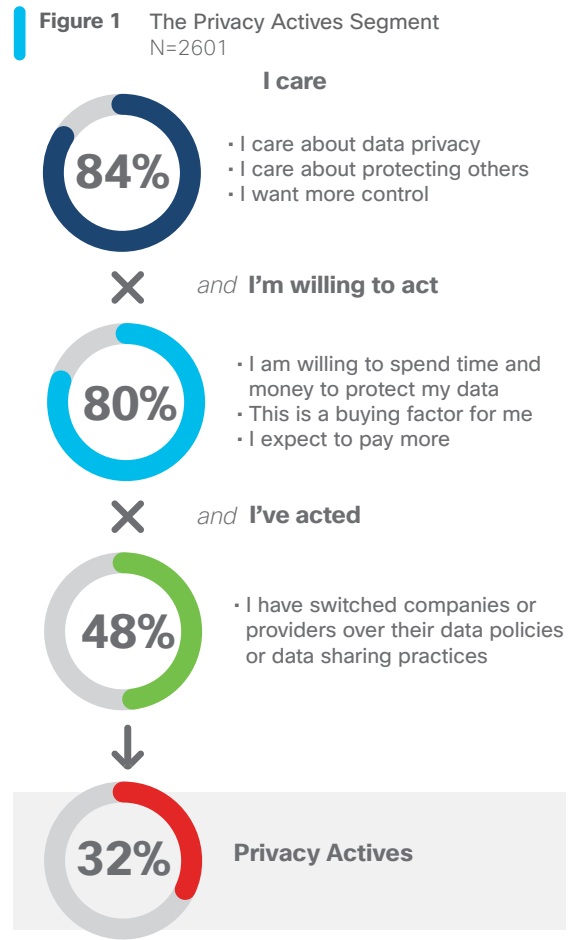 Figure 1 The Privacy Actives Segment
N=2601
I care
84%
· I care about data privacy
· I care about protecting others
· I want more control
× and I'm willing to act
80%
· I am willing to spend time and
money to protect my data
· This is a buying factor for me
· I expect to pay more
× and I've acted
48%
· I have switched companies or
providers over their data policies
or data sharing practices
32% Privacy Actives